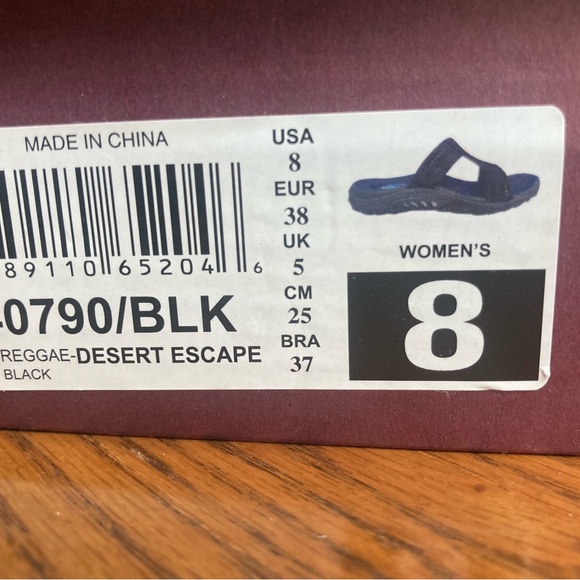 MADE IN CHINA
89110 65204 6
-0790/BLK
REGGAE-DESERT ESCAPE
BLACK
USA
8
EUR
38
UK
5
CM
25
BRA
37
WOMEN'S
8